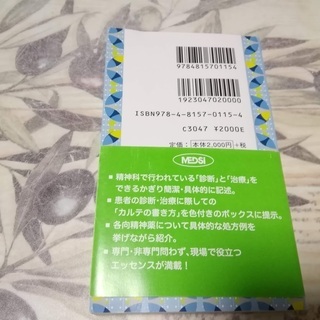 9784815701154
1923047020000
ISBN978-4-8157-0115-4
C3047 ¥2000E
定価：本体2,000円+税
MEDSi
■ 精神科で行われている「診断」と「治療」を
できるかぎり簡潔・具体的に記述。
■ 患者の診断・治療に際しての
「カルテの書き方」を色付きのボックスに提示。
■ 各向精神薬について具体的な処方例を
挙げながら紹介。
■ 専門・非専門問わず、現場で役立つ
エッセンスが満載！